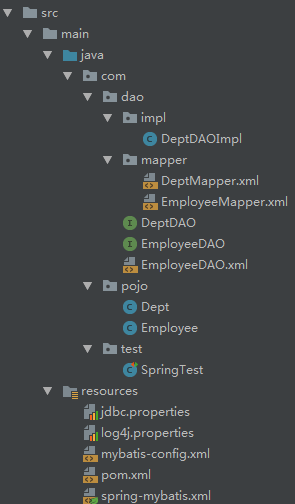 src
main
java
com
dao
impl
DeptDAOImpl
mapper
DeptMapper.xml
EmployeeMapper.xml
DeptDAO
EmployeeDAO
EmployeeDAO.xml
pojo
Dept
Employee
test
SpringTest
resources
jdbc.properties
log4j.properties
mybatis-config.xml
pom.xml
spring-mybatis.xml